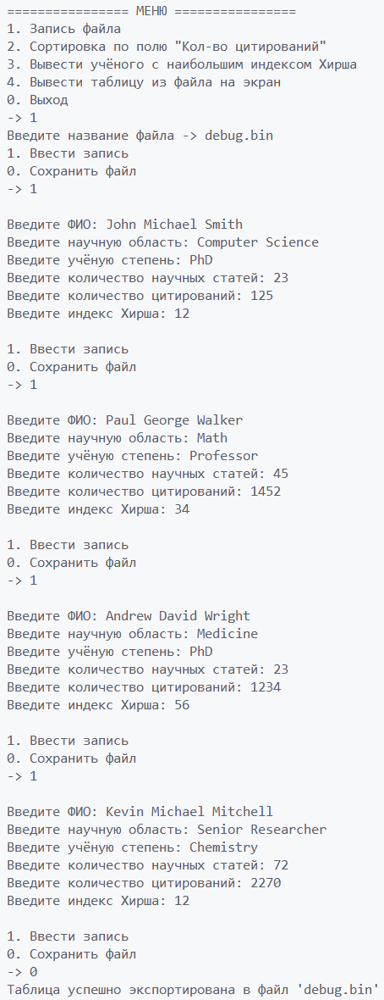 ================ МЕНЮ ================
1. Запись файла
2. Сортировка по полю "Кол-во цитирований"
3. Вывести учёного с наибольшим индексом Хирша
4. Вывести таблицу из файла на экран
0. Выход
-> 1
Введите название файла -> debug.bin
1. Ввести запись
0. Сохранить файл
-> 1
Введите ФИО: John Michael Smith
Введите научную область: Computer Science
Введите учёную степень: PhD
Введите количество научных статей: 23
Введите количество цитирований: 125
Введите индекс Хирша: 12
1. Ввести запись
0. Сохранить файл
-> 1
Введите ФИО: Paul George Walker
Введите научную область: Math
Введите учёную степень: Professor
Введите количество научных статей: 45
Введите количество цитирований: 1452
Введите индекс Хирша: 34
1. Ввести запись
0. Сохранить файл
-> 1
Введите ФИО: Andrew David Wright
Введите научную область: Medicine
Введите учёную степень: PhD
Введите количество научных статей: 23
Введите количество цитирований: 1234
Введите индекс Хирша: 56
1. Ввести запись
0. Сохранить файл
-> 1
Введите ФИО: Kevin Michael Mitchell
Введите научную область: Senior Researcher
Введите учёную степень: Chemistry
Введите количество научных статей: 72
Введите количество цитирований: 2270
Введите индекс Хирша: 12
1. Ввести запись
0. Сохранить файл
-> 0
Таблица успешно экспортирована в файл 'debug.bin'